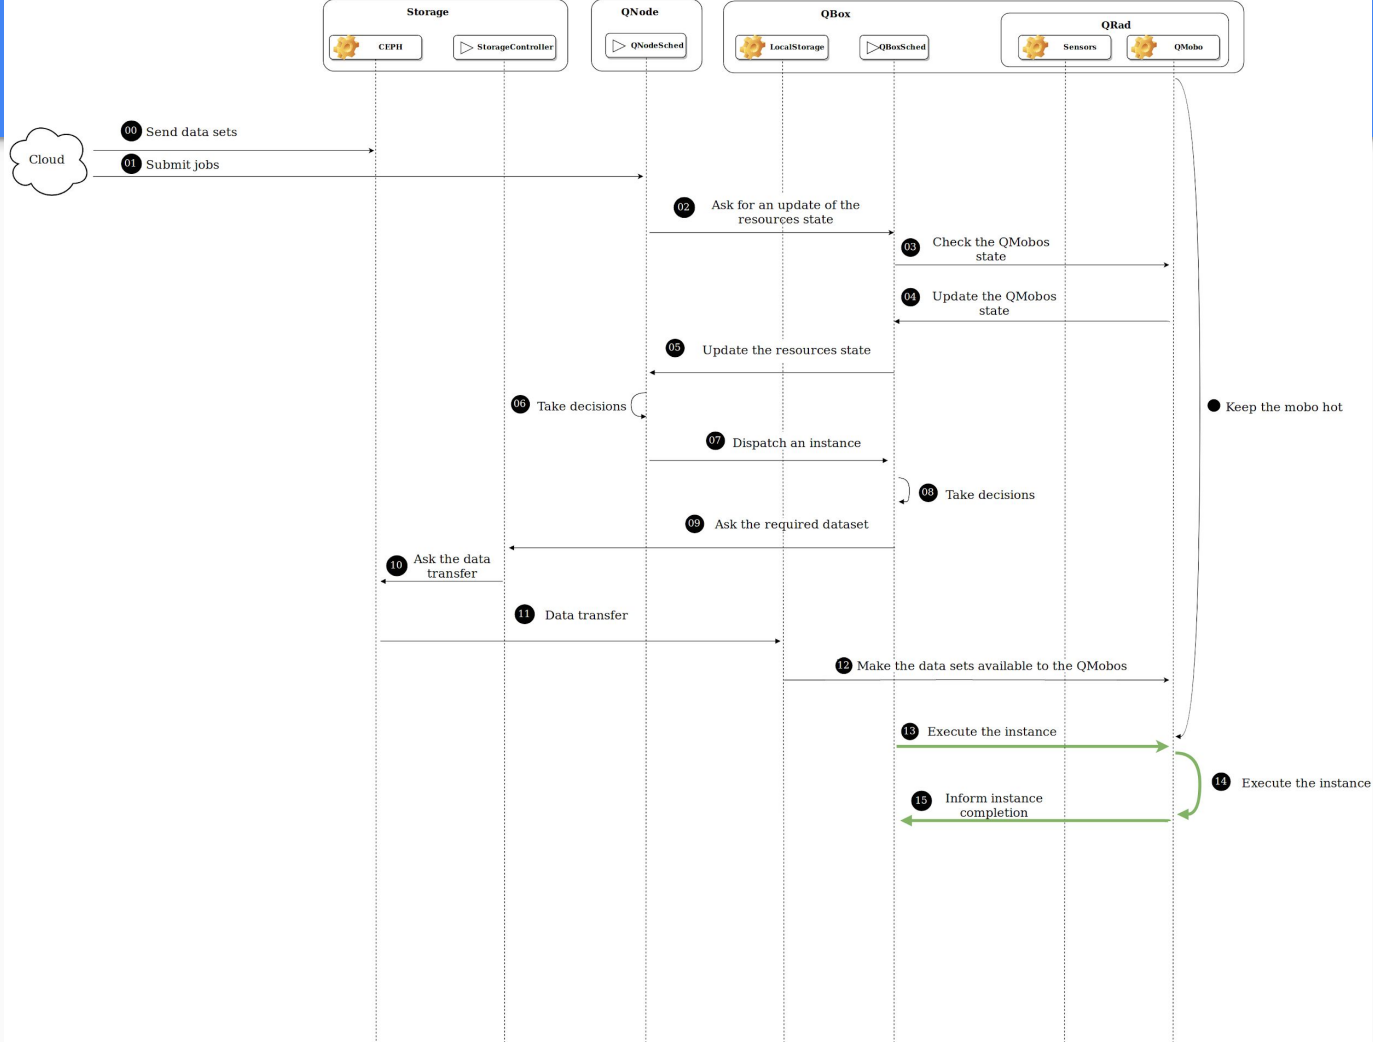 Storage
QNode
QBox
QRad
CEPH
StorageController
QNodeSched
LocalStorage
QBoxSched
Sensors
QMobo
Cloud
00 Send data sets
01 Submit jobs
02 Ask for an update of the
resources state
03 Check the QMobos
state
04 Update the QMobos
state
05 Update the resources state
06 Take decisions
Keep the mobo hot
07 Dispatch an instance
08 Take decisions
09 Ask the required dataset
10 Ask the data
transfer
11 Data transfer
12 Make the data sets available to the QMobos
13 Execute the instance
14 Execute the instance
15 Inform instance
completion